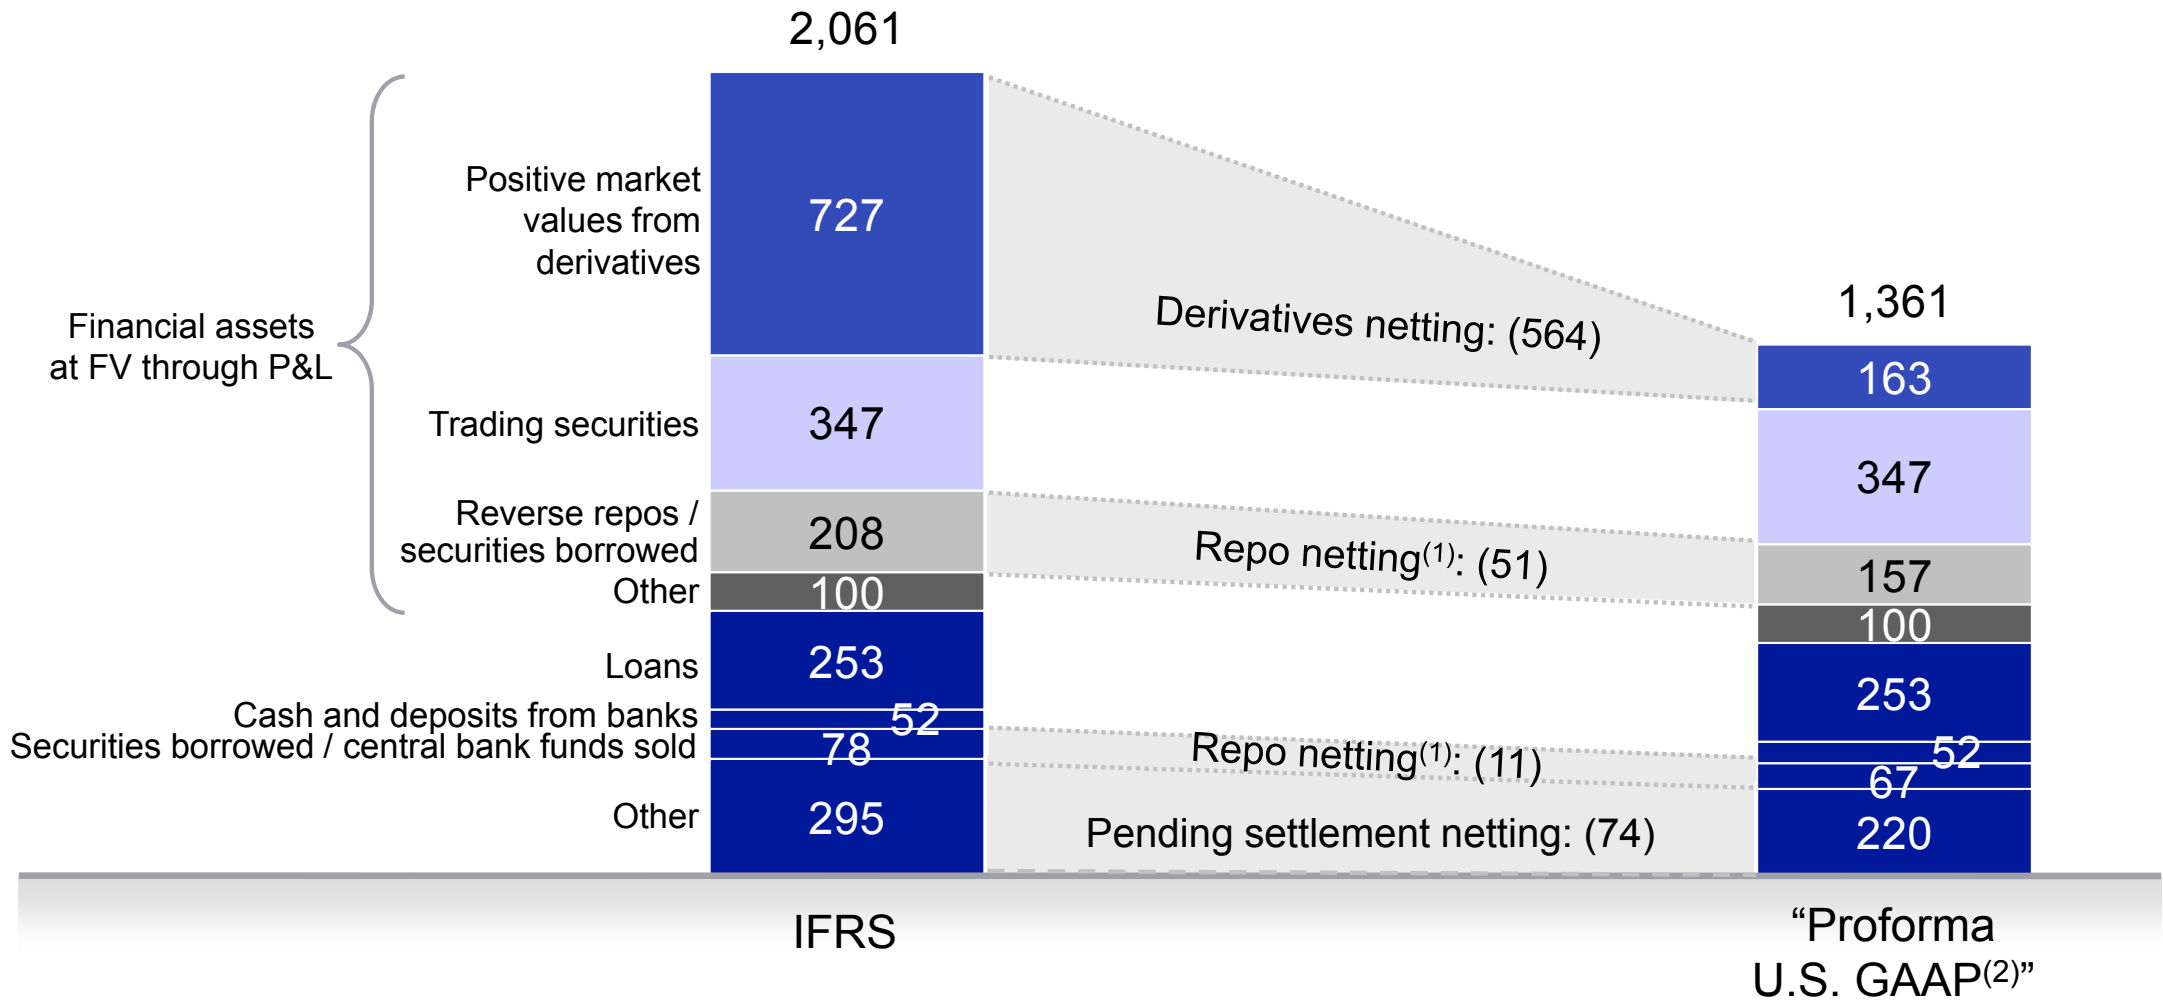 2,061
Positive market
values from
derivatives
727
Derivatives netting: (564)
1,361
163
Financial assets
at FV through P&L
Trading securities
347
347
Reverse repos /
securities borrowed
208
Repo netting(1): (51)
157
Other
100
100
Loans
253
253
Cash and deposits from banks
52
52
Securities borrowed / central bank funds sold
78
Repo netting(1): (11)
67
Other
295
Pending settlement netting: (74)
220
IFRS
“Proforma
U.S. GAAP(2)”